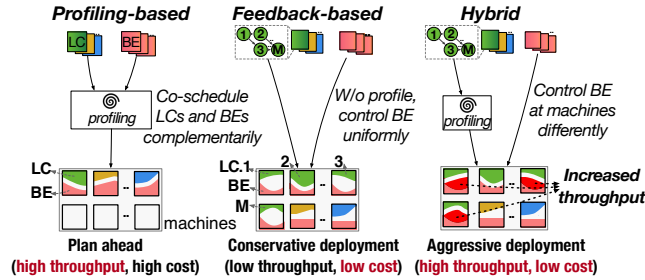 Profiling-based
LC
BE
profiling
Co-schedule
LCs and BEs
complementarily
LC
BE
machines
Plan ahead
(high throughput, high cost)
Feedback-based
1 2
3 M
W/o profile,
control BE
uniformly
2 3
LC.1
BE
M
Conservative deployment
(low throughput, low cost)
Hybrid
1 2
3 M
profiling
Control BE
at machines
differently
Increased
throughput
Aggressive deployment
(high throughput, low cost)